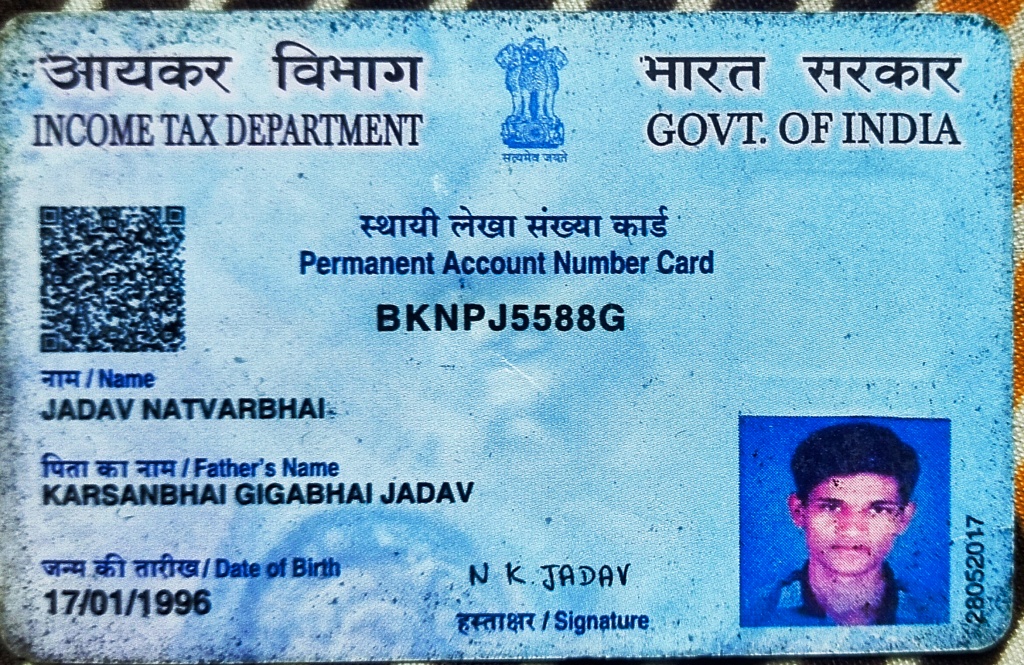 आयकर विभाग
INCOME TAX DEPARTMENT
सत्यमेव जयते
भारत सरकार
GOVT. OF INDIA
स्थायी लेखा संख्या कार्ड
Permanent Account Number Card
BKNPJ5588G
नाम / Name
JADAV NATVARBHAI
पिता का नाम / Father's Name
KARSANBHAI GIGABHAI JADAV
जन्म की तारीख / Date of Birth
17/01/1996
N K JADAV
हस्ताक्षर / Signature
28052017